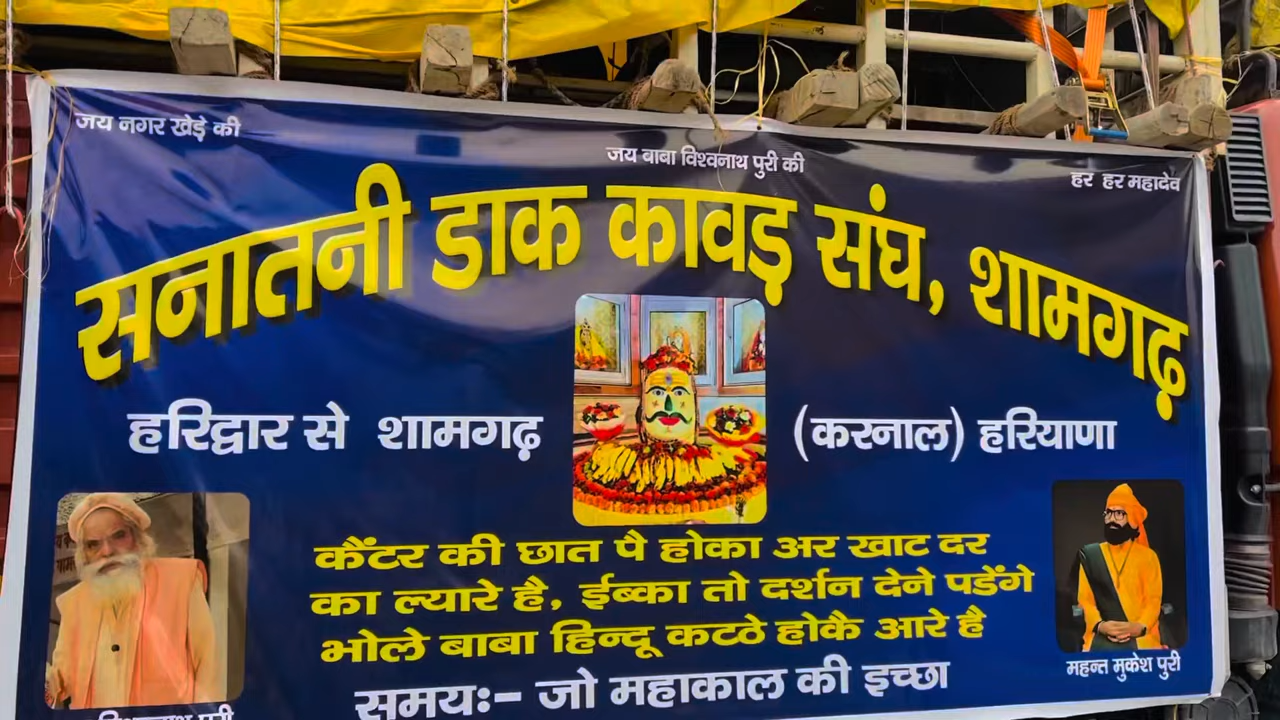 जय नगर खेड़े की
जय बाबा विश्वनाथ पुरी की
हर हर महादेव
सनातनी डाक कावड़ संघ, शामगढ़
हरिद्वार से शामगढ़ (करनाल) हरियाणा
कैंटर की छात पै होका अर खाट दर
का ल्यारे है, ईब्का तो दर्शन देने पडेंगे
भोले बाबा हिन्दू कटठे होकै आरे है
समयः- जो महाकाल की इच्छा
महन्त मुकेश पुरी